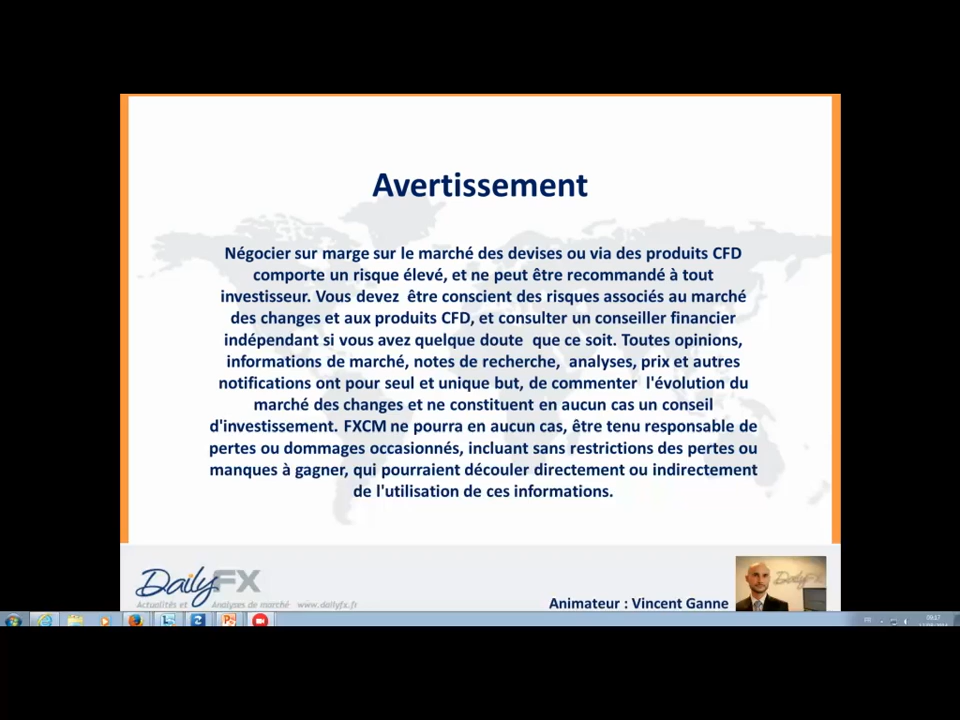 Avertissement
Négocier sur marge sur le marché des devises ou via des produits CFD
comporte un risque élevé, et ne peut être recommandé à tout
investisseur. Vous devez être conscient des risques associés au marché
des changes et aux produits CFD, et consulter un conseiller financier
indépendant si vous avez quelque doute que ce soit. Toutes opinions,
informations de marché, notes de recherche, analyses, prix et autres
notifications ont pour seul et unique but, de commenter l'évolution du
marché des changes et ne constituent en aucun cas un conseil
d'investissement. FXCM ne pourra en aucun cas, être tenu responsable de
pertes ou dommages occasionnés, incluant sans restrictions des pertes ou
manques à gagner, qui pourraient découler directement ou indirectement
de l'utilisation de ces informations.
DailyFX
Actualités et Analyses de marché www.dailyfx.fr
DailyFX
Animateur : Vincent Ganne
FR
09:17